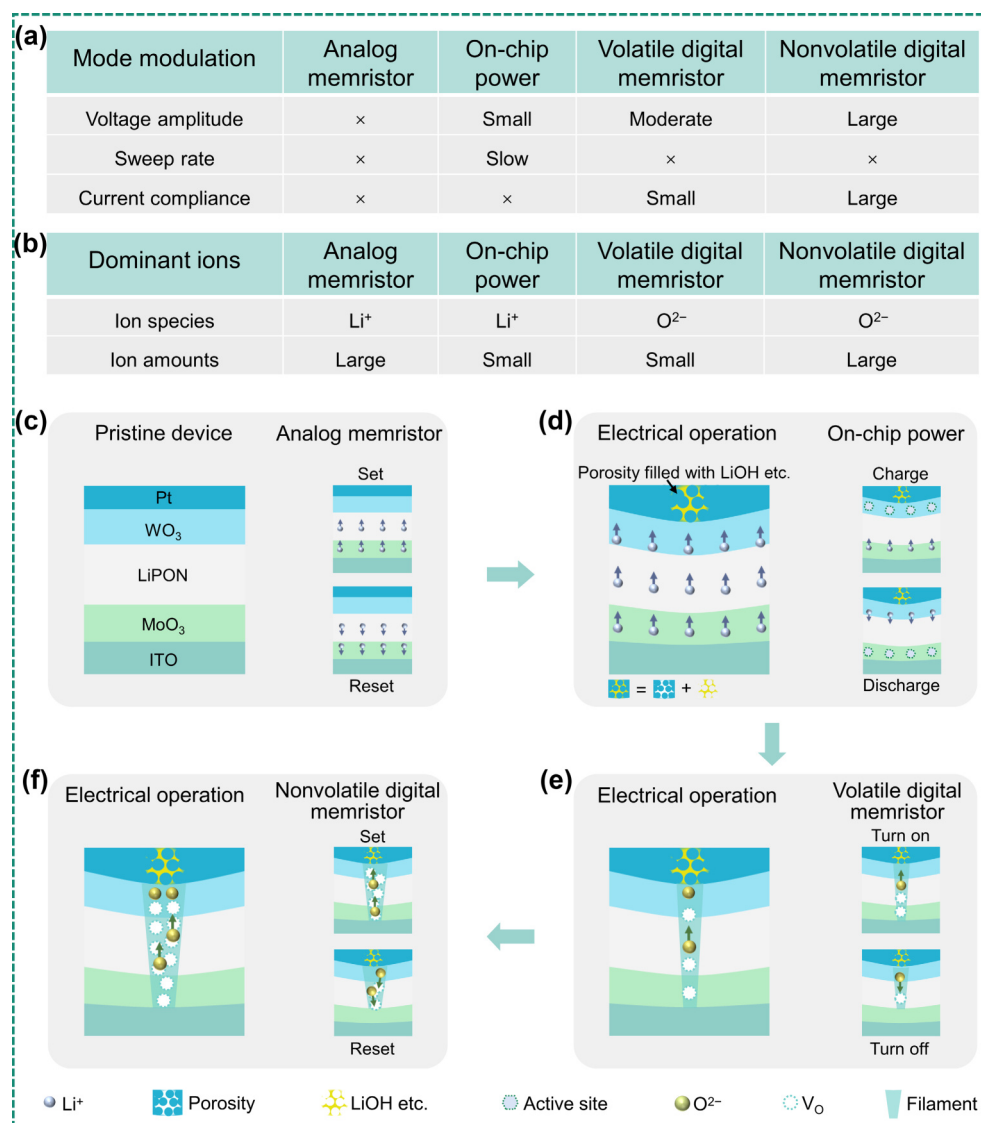 (a)
Mode modulation
Analog
memristor
On-chip
power
Volatile digital
memristor
Nonvolatile digital
memristor
Voltage amplitude × Small Moderate Large
Sweep rate × Slow × ×
Current compliance × × Small Large
(b)
Dominant ions
Analog
memristor
On-chip
power
Volatile digital
memristor
Nonvolatile digital
memristor
Ion species Li⁺ Li⁺ O²⁻ O²⁻
Ion amounts Large Small Small Large
(c)
Pristine device
Pt
WO₃
LiPON
MoO₃
ITO
Analog memristor
Set
Reset
(d)
Electrical operation
Porosity filled with LiOH etc.
= +
On-chip power
Charge
Discharge
(f)
Electrical operation
Nonvolatile digital
memristor
Set
Reset
(e)
Electrical operation
Volatile digital
memristor
Turn on
Turn off
Li⁺ Porosity LiOH etc. Active site O²⁻ V_O Filament